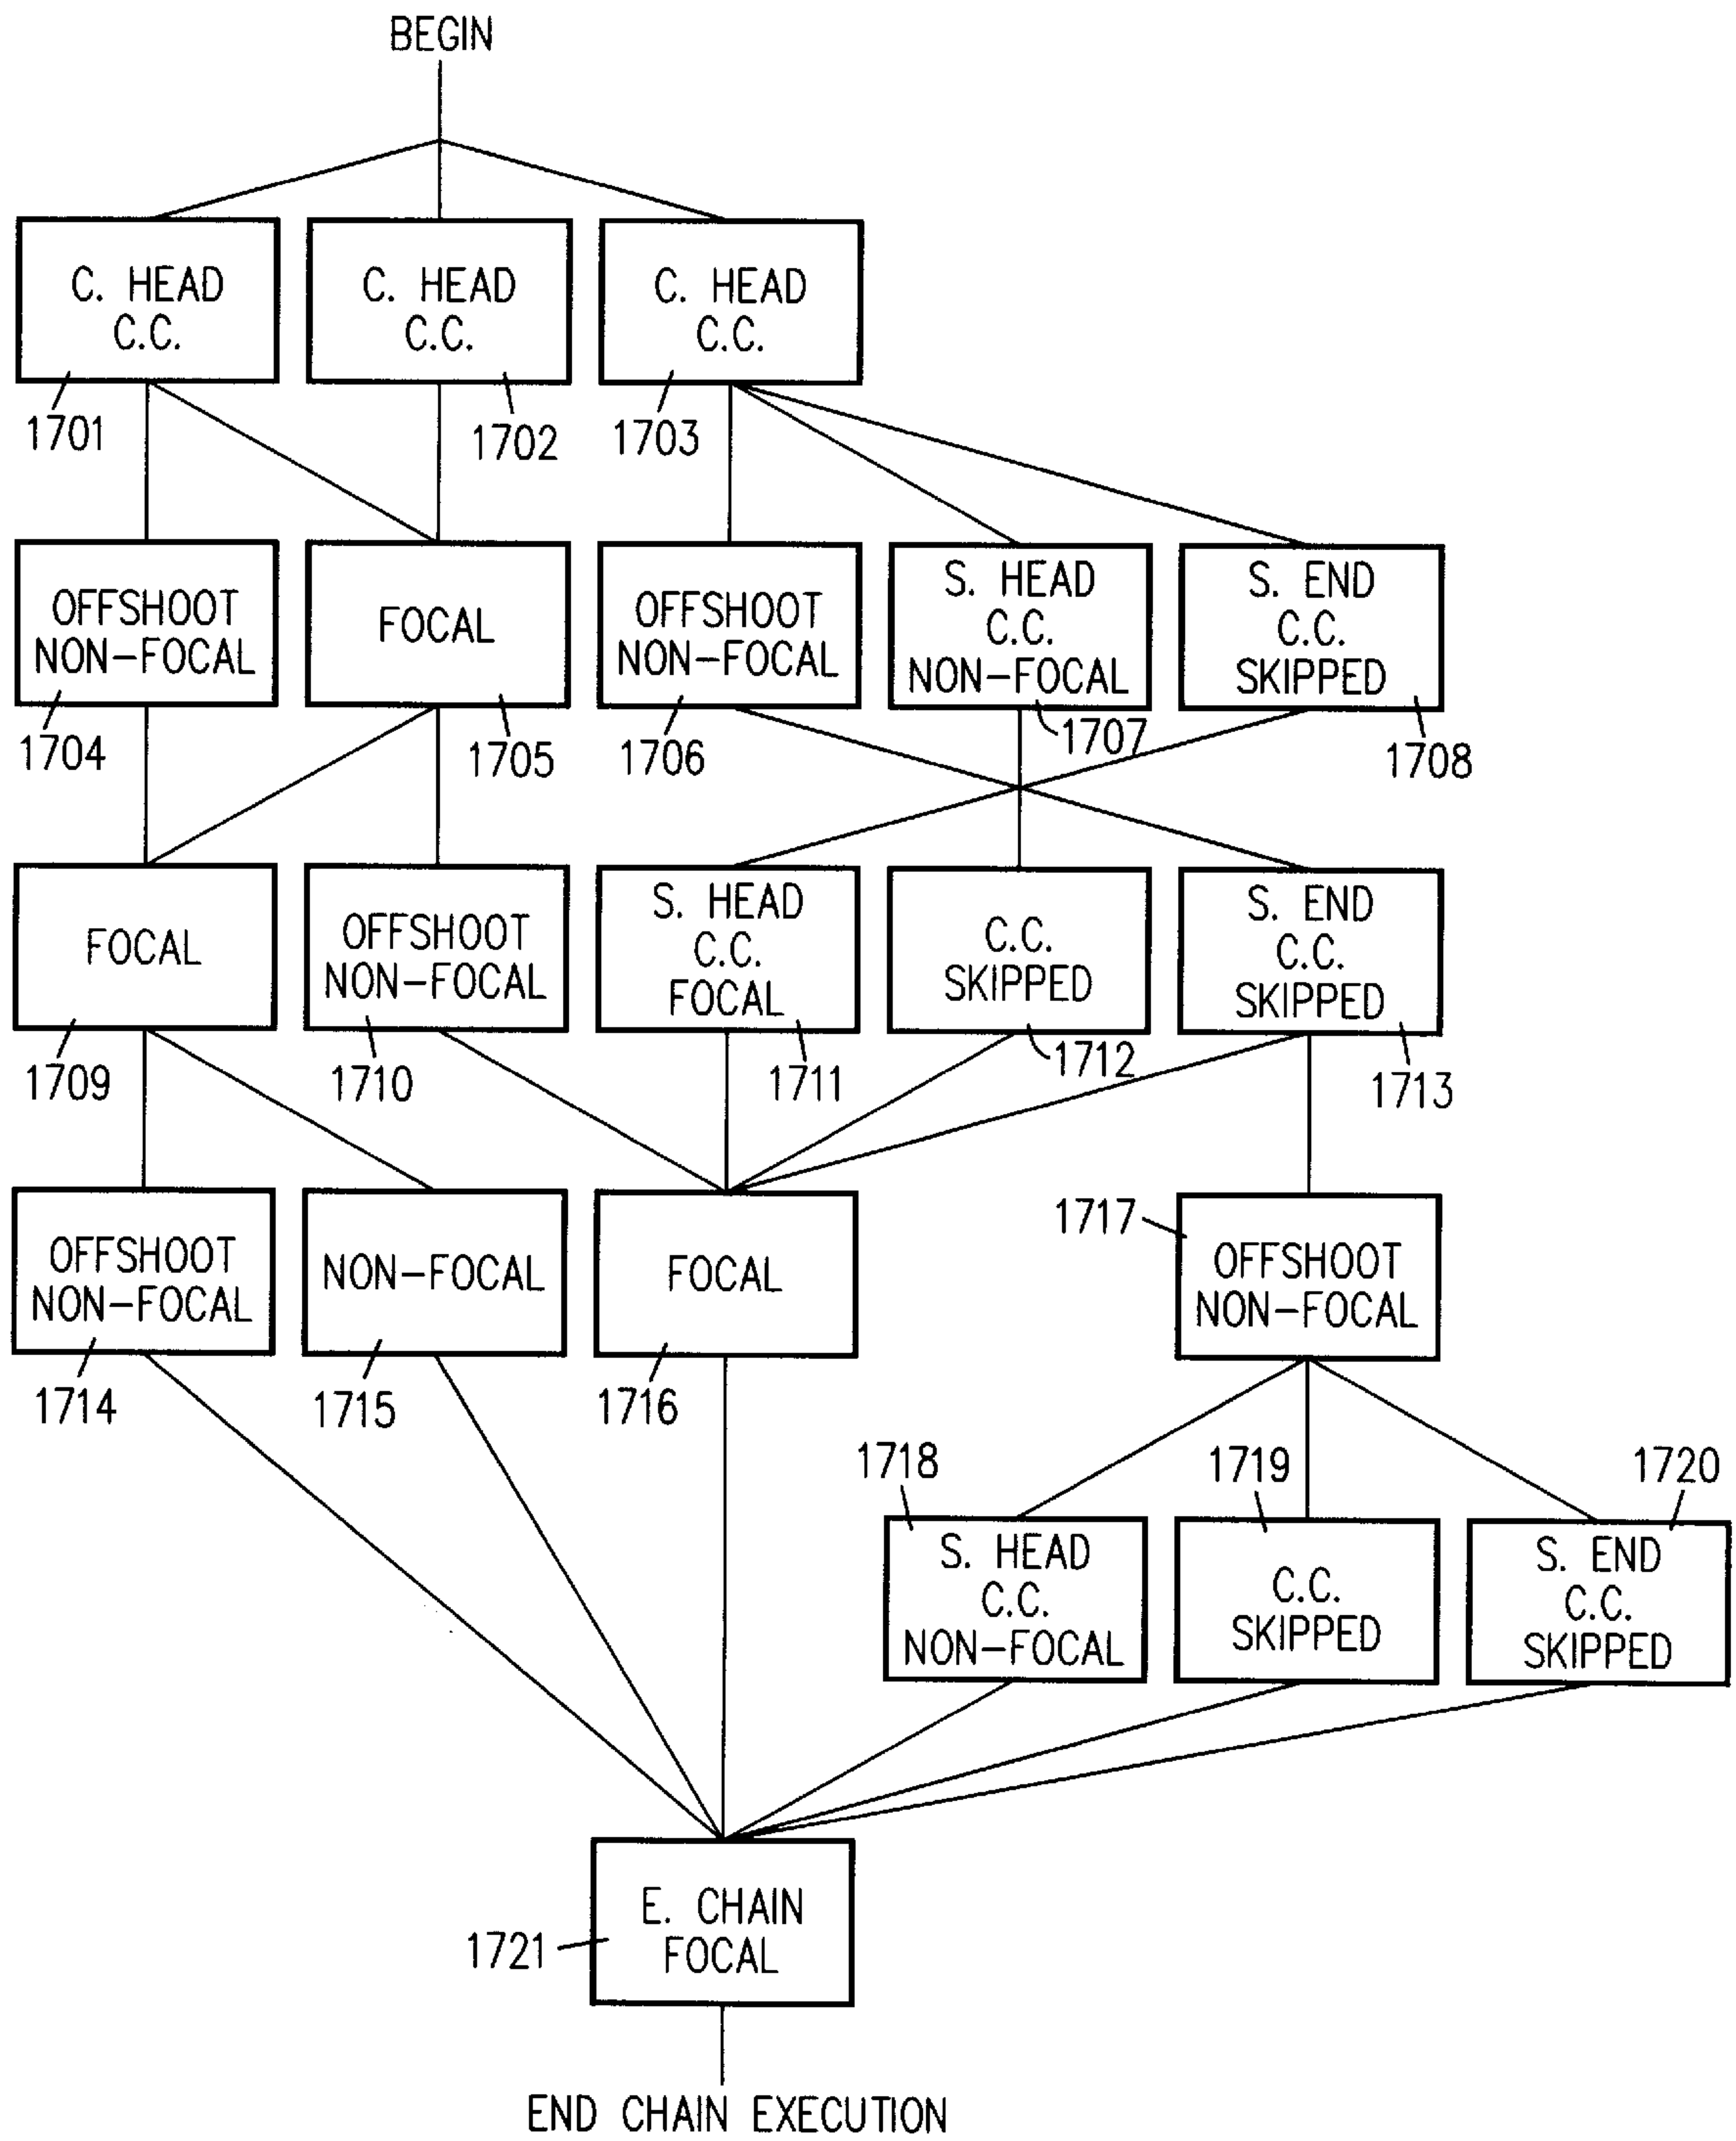 BEGIN
C. HEAD
C.C.
1701
C. HEAD
C.C.
1702
C. HEAD
C.C.
1703
OFFSHOOT
NON-FOCAL
1704
FOCAL
1705
OFFSHOOT
NON-FOCAL
1706
S. HEAD
C.C.
NON-FOCAL
1707
S. END
C.C.
SKIPPED
1708
FOCAL
1709
OFFSHOOT
NON-FOCAL
1710
S. HEAD
C.C.
FOCAL
1711
C.C.
SKIPPED
1712
S. END
C.C.
SKIPPED
1713
OFFSHOOT
NON-FOCAL
1714
NON-FOCAL
1715
FOCAL
1716
1717
OFFSHOOT
NON-FOCAL
1718
S. HEAD
C.C.
NON-FOCAL
1719
C.C.
SKIPPED
1720
S. END
C.C.
SKIPPED
E. CHAIN
FOCAL
1721
END CHAIN EXECUTION